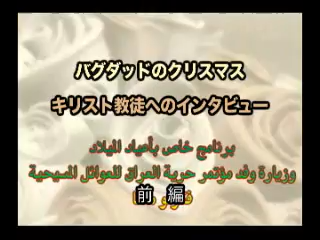 バグダッドのクリスマス
キリスト教徒へのインタビュー
برنامج خاص بأعياد الميلاد
وزيارة وفد مؤتمر حرية العراق للعوائل المسيحية
前 編